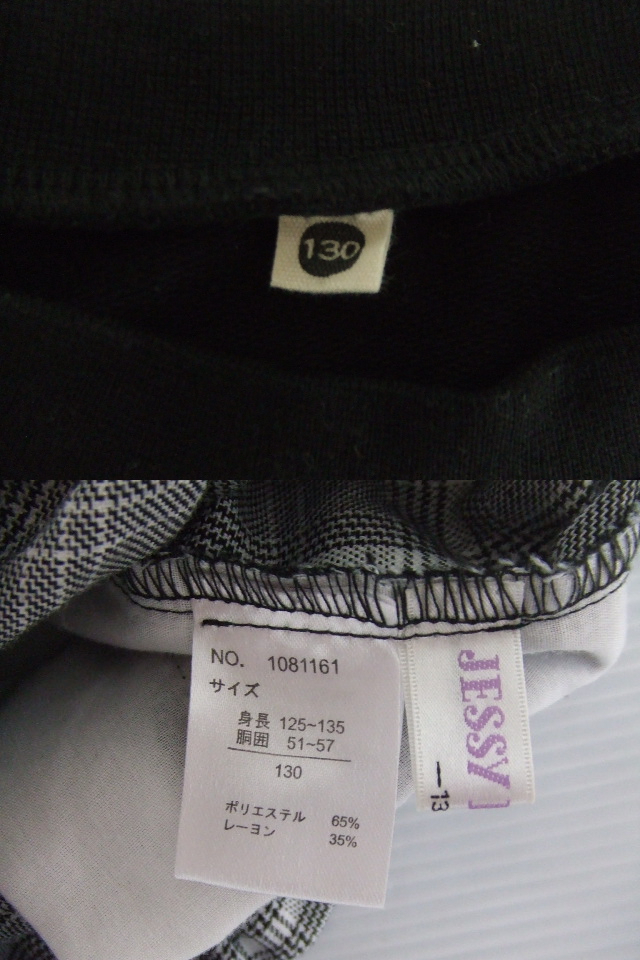 130
NO. 1081161
サイズ
身長 125~135
胴囲 51~57
130
ポリエステル 65%
レーヨン 35%
JESSY